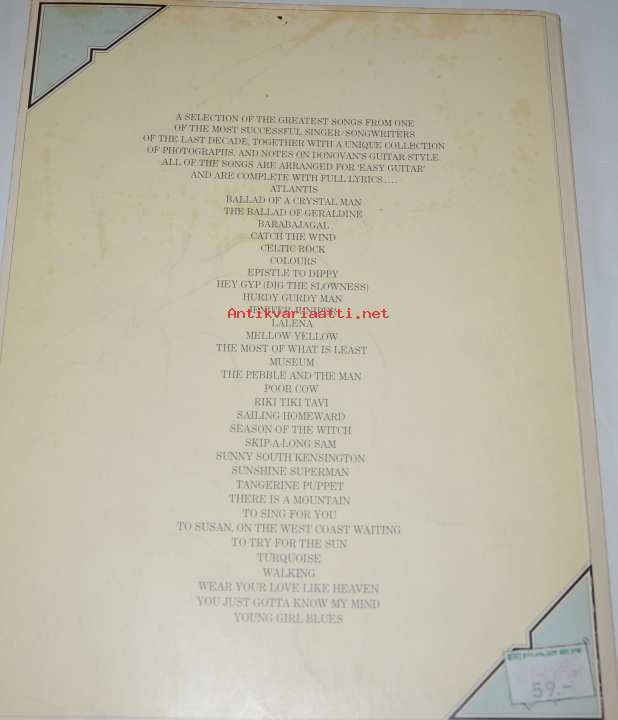 A SELECTION OF THE GREATEST SONGS FROM ONE
OF THE MOST SUCCESSFUL SINGER/SONGWRITERS
OF THE LAST DECADE, TOGETHER WITH A UNIQUE COLLECTION
OF PHOTOGRAPHS, AND NOTES ON DONOVAN'S GUITAR STYLE.
ALL OF THE SONGS ARE ARRANGED FOR 'EASY GUITAR'
AND ARE COMPLETE WITH FULL LYRICS....
ATLANTIS
BALLAD OF A CRYSTAL MAN
THE BALLAD OF GERALDINE
BARABAJAGAL
CATCH THE WIND
CELTIC ROCK
COLOURS
EPISTLE TO DIPPY
HEY GYP (DIG THE SLOWNESS)
HURDY GURDY MAN
JENIFER JUNIPER
Antikvariaatti.net
LALENA
MELLOW YELLOW
THE MOST OF WHAT IS LEAST
MUSEUM
THE PEBBLE AND THE MAN
POOR COW
RIKI TIKI TAVI
SAILING HOMEWARD
SEASON OF THE WITCH
SKIP-A-LONG SAM
SUNNY SOUTH KENSINGTON
SUNSHINE SUPERMAN
TANGERINE PUPPET
THERE IS A MOUNTAIN
TO SING FOR YOU
TO SUSAN, ON THE WEST COAST WAITING
TO TRY FOR THE SUN
TURQUOISE
WALKING
WEAR YOUR LOVE LIKE HEAVEN
YOU JUST GOTTA KNOW MY MIND
YOUNG GIRL BLUES
FAZER
59.-